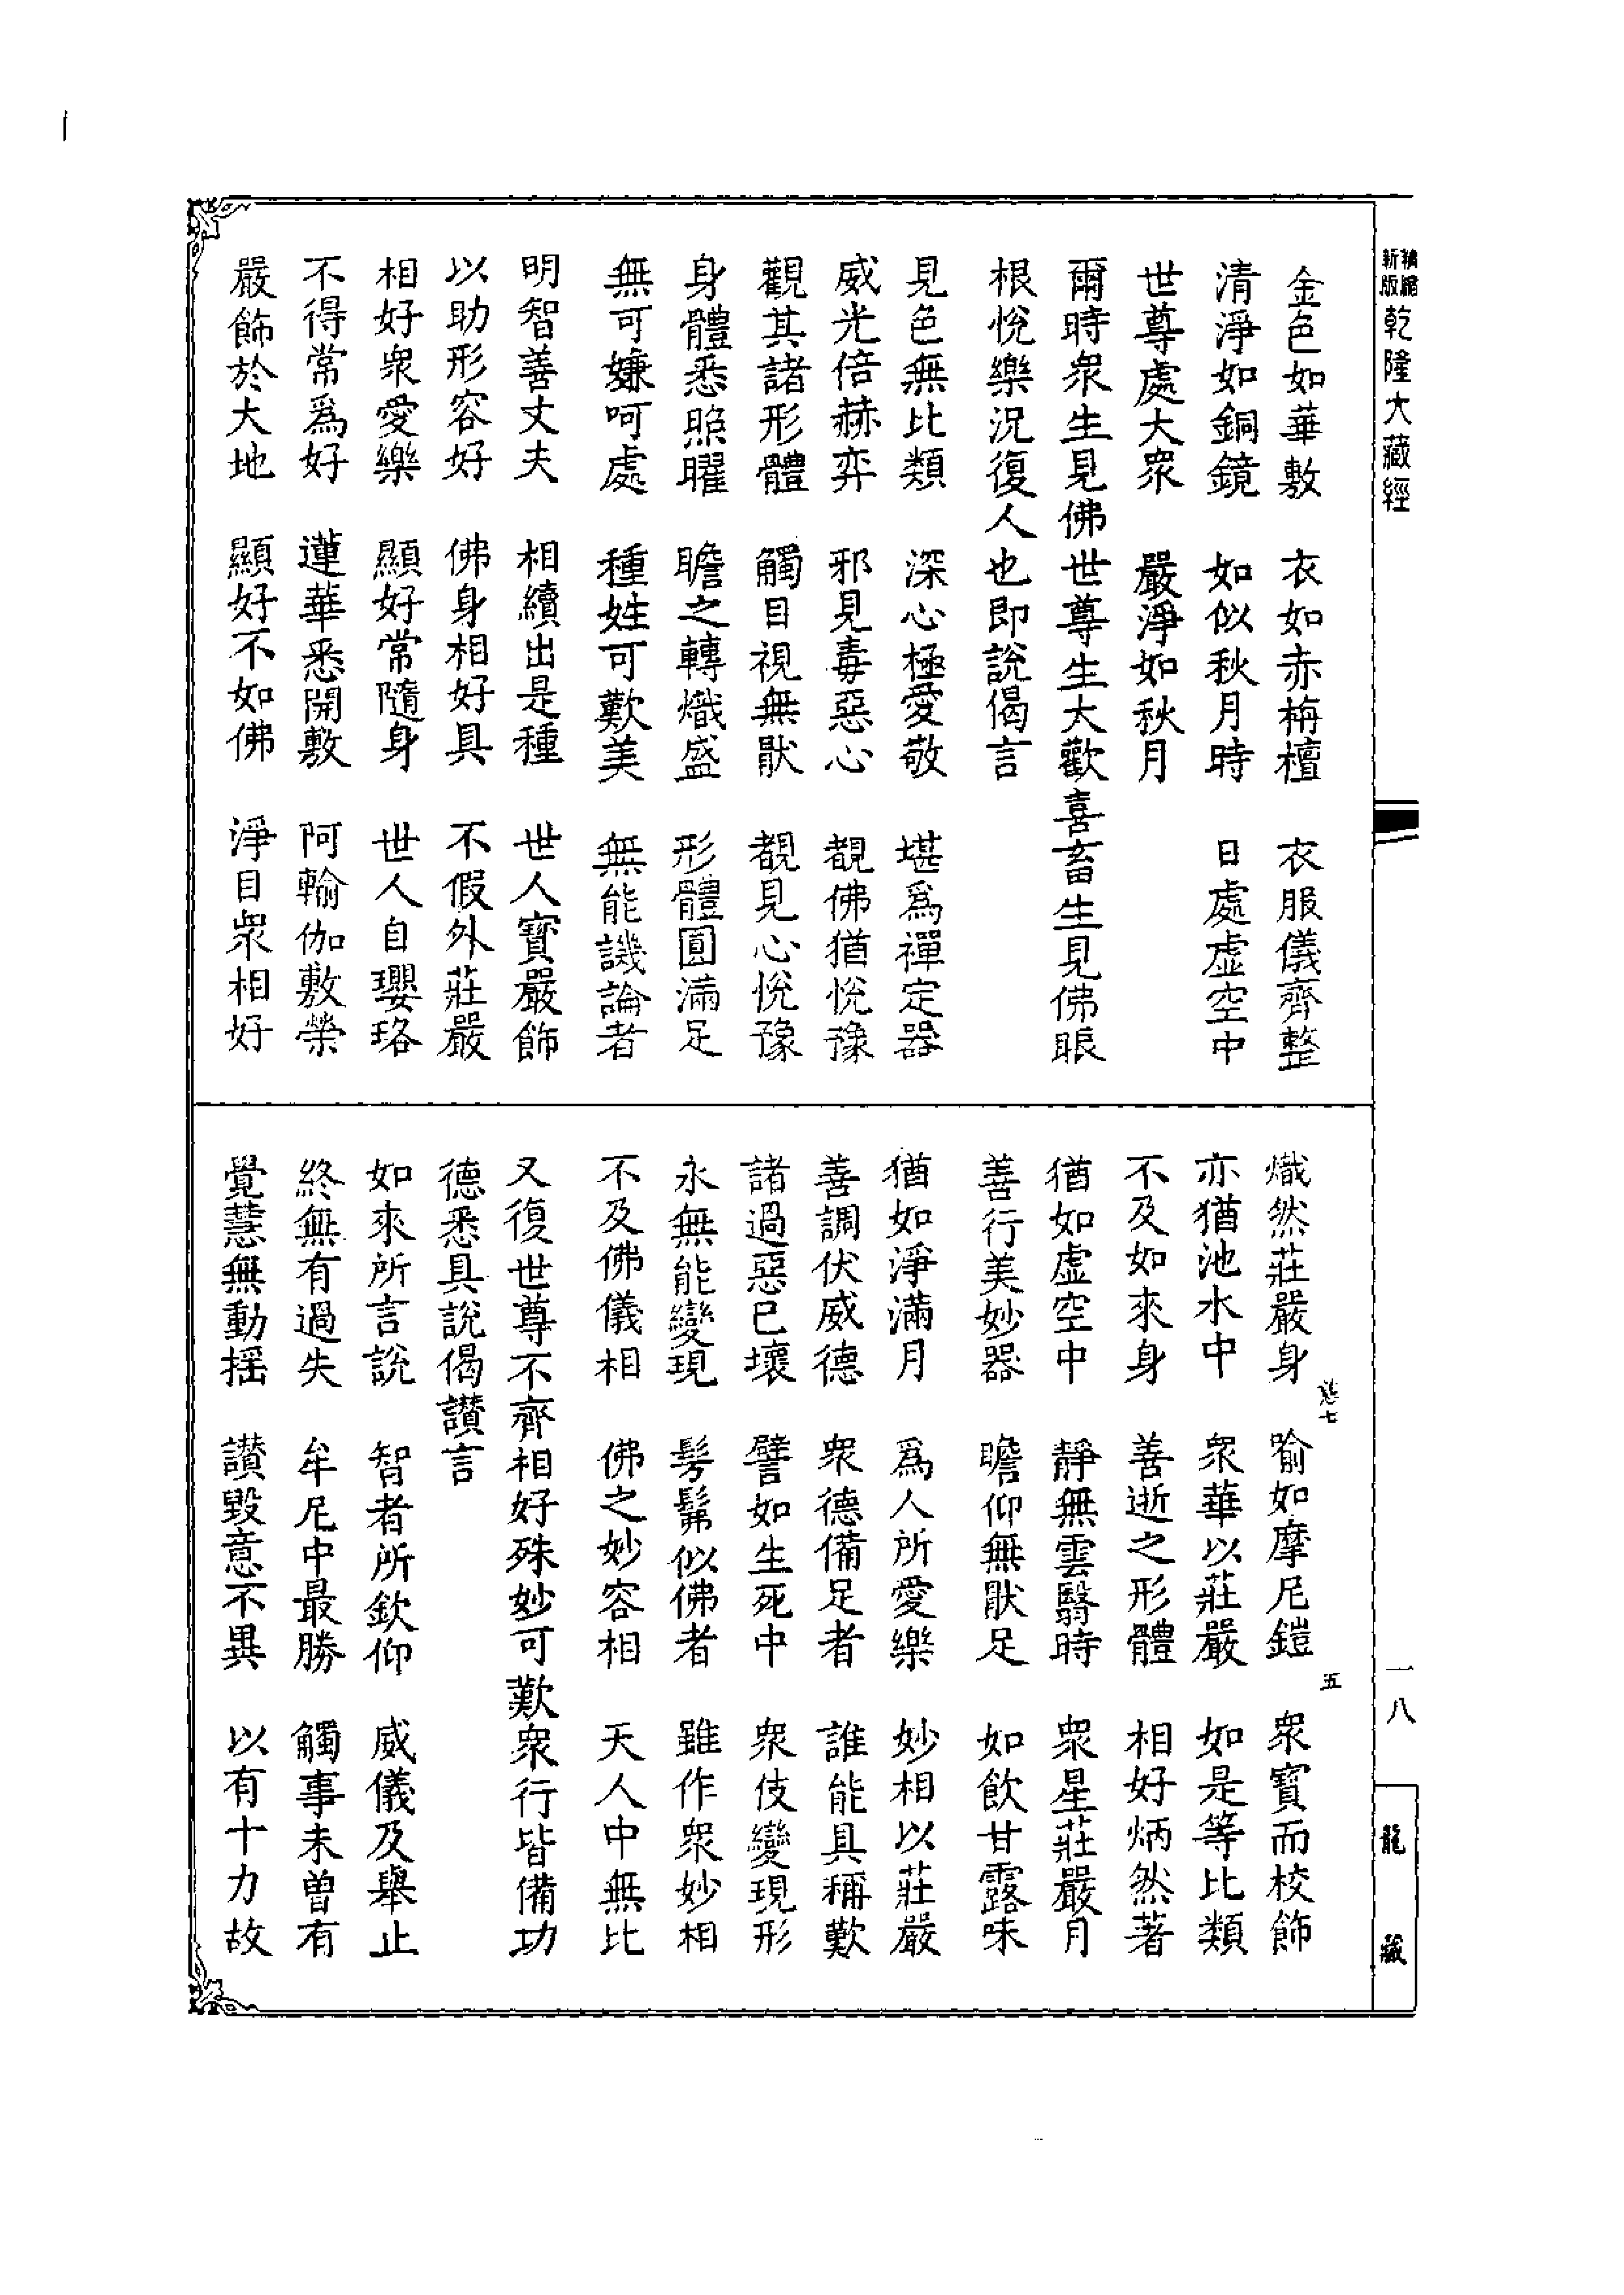 新版
精縮
乾隆大藏經
金色如華敷　衣如赤栴檀　衣服儀齊整
清淨如銅鏡　如似秋月時　日處虛空中
世尊處大眾　嚴淨如秋月
爾時眾生見佛世尊生大歡喜畜生見佛眼
根悅樂況復人也即說偈言
見色無比類　深心極愛敬　堪爲禪定器
威光倍赫弈　邪見毒惡心　覩佛猶悅豫
觀其諸形體　觸目視無猒　覩見心悅豫
身體悉照曜　瞻之轉熾盛　形體圓滿足
無可嫌呵處　種姓可歎美　無能譏論者
明智善丈夫　相續出是種　世人寶嚴飾
以助形容好　佛身相好具　不假外莊嚴
相好眾愛樂　顯好常隨身　世人自瓔珞
不得常爲好　蓮華悉開敷　阿輸伽敷榮
嚴飾於大地　顯好不如佛　淨目眾相好
熾然莊嚴身　喻如摩尼鎧　眾寶而校飾
亦猶池水中　眾華以莊嚴　如是等比類
不及如來身　善逝之形體　相好炳然著
猶如虛空中　靜無雲翳時　眾星莊嚴月
善行美妙器　瞻仰無猒足　如飲甘露味
猶如淨滿月　爲人所愛樂　妙相以莊嚴
善調伏威德　眾德備足者　誰能具稱歎
諸過惡已壞　譬如生死中　眾伎變現形
永無能變現　髣髴似佛者　雖作眾妙相
不及佛儀相　佛之妙容相　天人中無比
又復世尊不齊相好殊妙可歎眾行皆備功
德悉具說偈讚言
如來所言說　智者所欽仰　威儀及舉止
終無有過失　牟尼中最勝　觸事未曾有
覺慧無動搖　讚毀意不異　以有十力故
七
五
一八
龍藏